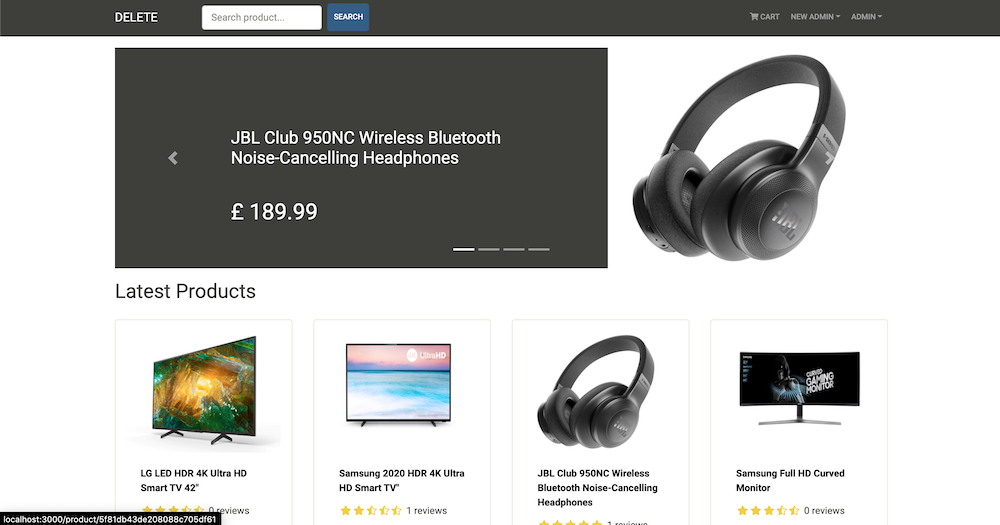 DELETE
Search product...
SEARCH
CART
NEW ADMIN
ADMIN
JBL Club 950NC Wireless Bluetooth
Noise-Cancelling Headphones
£ 189.99
JBL
Latest Products
UltraHD
CURVED
GAMING
MONITOR
LG LED HDR 4K Ultra HD
Smart TV 42"
Samsung 2020 HDR 4K Ultra
HD Smart TV"
JBL Club 950NC Wireless
Bluetooth Noise-Cancelling
Headphones
Samsung Full HD Curved
Monitor
0 reviews
1 reviews
1 reviews
0 reviews
localhost:3000/product/5f81db43de208088c705df61